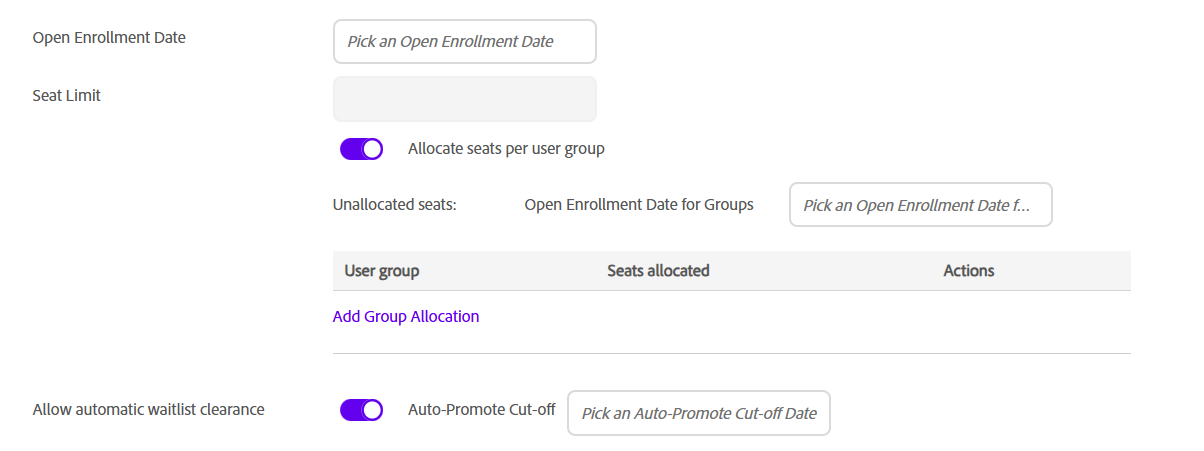 Open Enrollment Date
Pick an Open Enrollment Date
Seat Limit
Allocate seats per user group
Unallocated seats: Open Enrollment Date for Groups Pick an Open Enrollment Date f...
User group Seats allocated Actions
Add Group Allocation
Allow automatic waitlist clearance Auto-Promote Cut-off Pick an Auto-Promote Cut-off Date